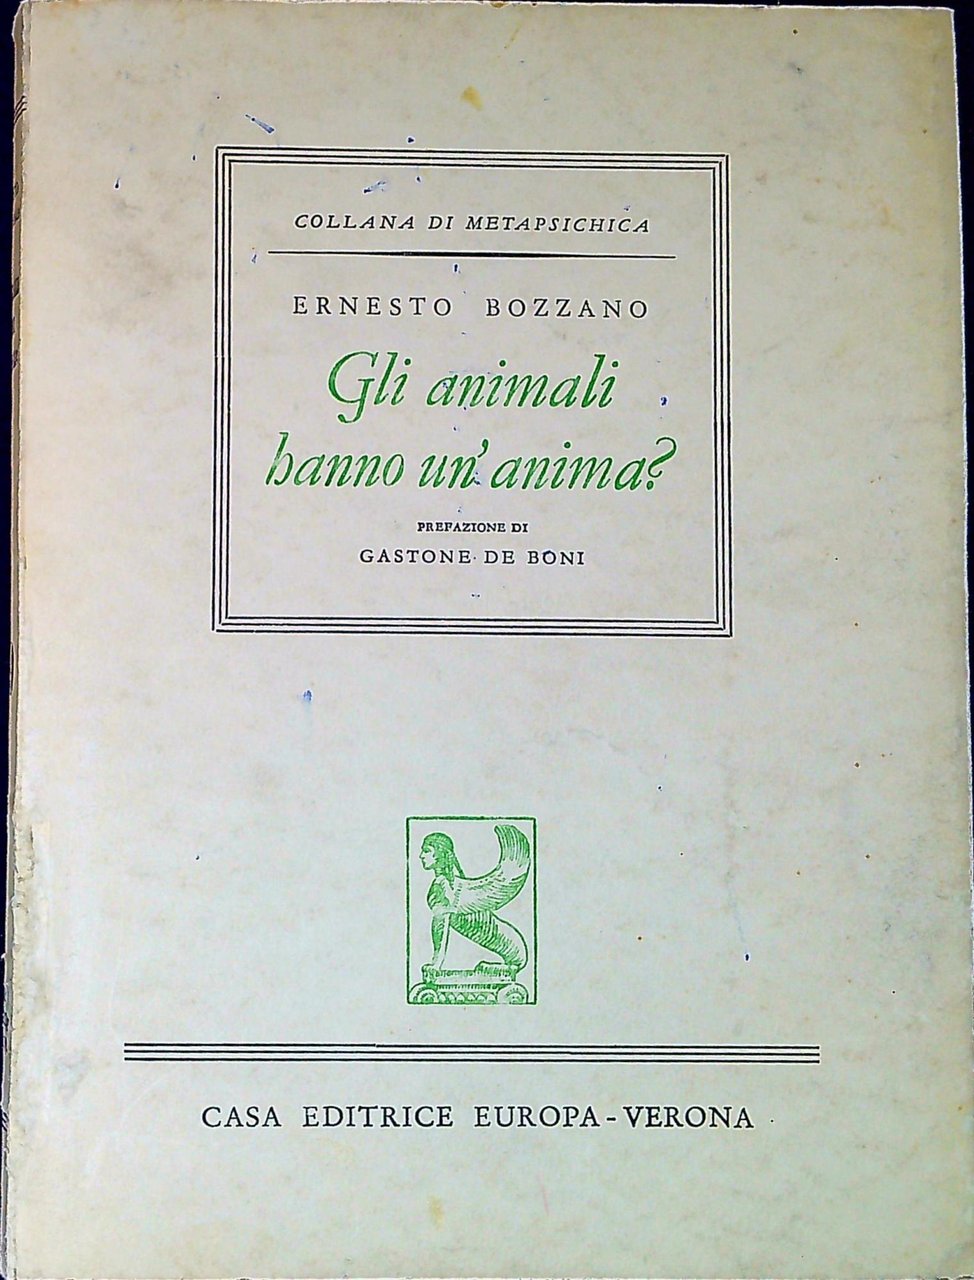 COLLANA DI METAPSICHICA
ERNESTO BOZZANO
Gli animali
hanno un'anima?
PREFAZIONE DI
GASTONE DE BONI
CASA EDITRICE EUROPA - VERONA